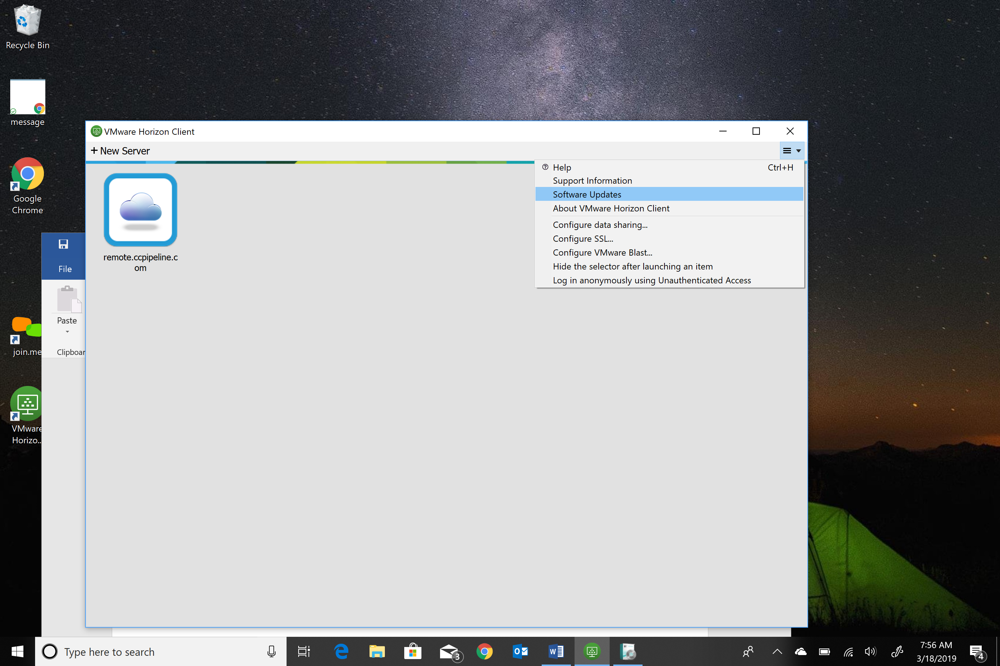 Recycle Bin
message
Google
Chrome
join.me
VMware
Horizo...
File
Paste
Clipboar
VMware Horizon Client
+ New Server
remote.ccpipeline.c
om
Help Ctrl+H
Support Information
Software Updates
About VMware Horizon Client
Configure data sharing...
Configure SSL...
Configure VMware Blast...
Hide the selector after launching an item
Log in anonymously using Unauthenticated Access
Type here to search
3
7:56 AM
3/18/2019
4